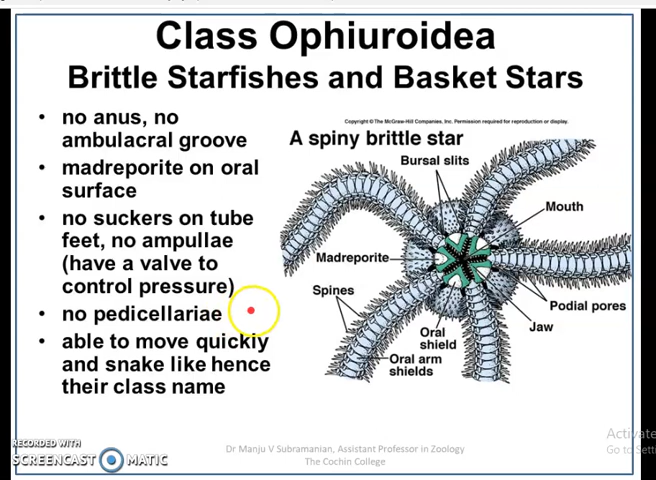 Class Ophiuroidea
Brittle Starfishes and Basket Stars
• no anus, no
ambulacral groove
• madreporite on oral
surface
• no suckers on tube
feet, no ampullae
(have a valve to
control pressure)
• no pedicellariae
• able to move quickly
and snake like hence
their class name
Copyright © The McGraw-Hill Companies, Inc. Permission required for reproduction or display.
A spiny brittle star
Bursal slits
Mouth
Madreporite
Spines
Podial pores
Jaw
Oral
shield
Oral arm
shields
RECORDED WITH
SCREENCAST MATIC
Dr Manju V Subramanian, Assistant Professor in Zoology
The Cochin College
Activate
Go to Setti